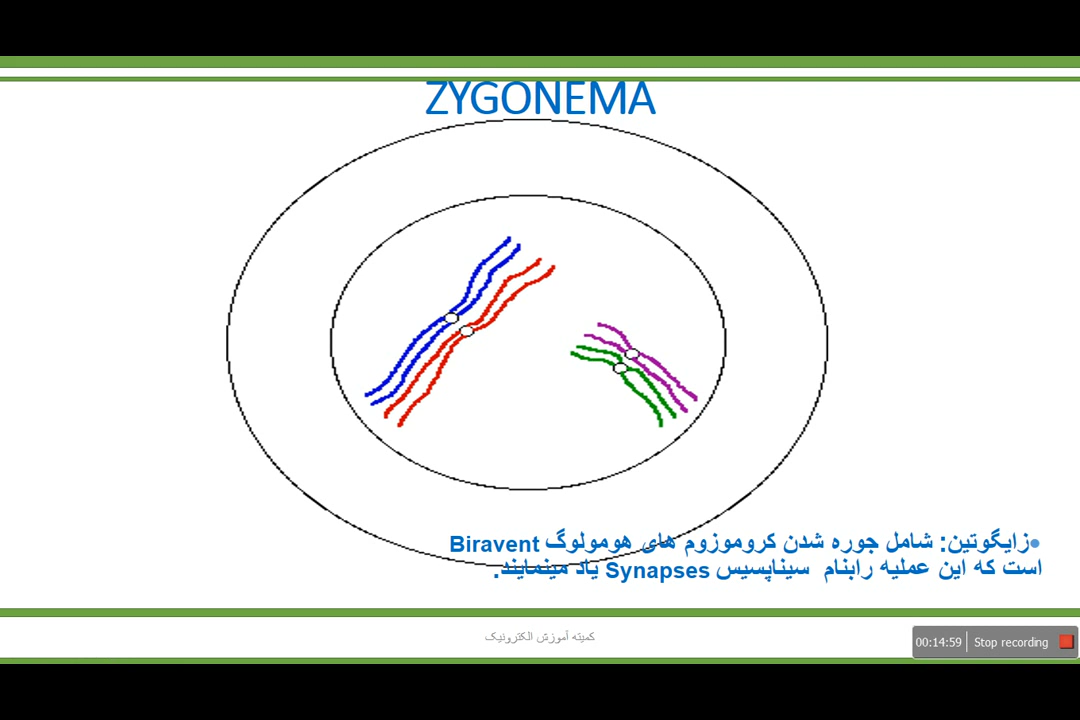 ZYGONEMA
•زایگوتین: شامل جوره شدن کروموزوم های هومولوگ Biravent
است که این عملیه رابنام سیناپسیس Synapses یاد مینمایند.
کمیته آموزش الکترونیک
00:14:59 Stop recording